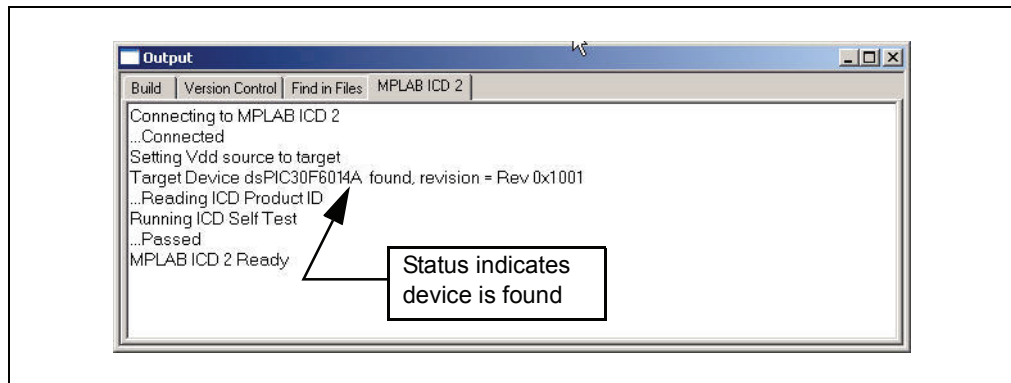 Output
Build Version Control Find in Files MPLAB ICD 2
Connecting to MPLAB ICD 2
...Connected
Setting Vdd source to target
Target Device dsPIC30F6014A found, revision = Rev 0x1001
...Reading ICD Product ID
Running ICD Self Test
...Passed
MPLAB ICD 2 Ready
Status indicates
device is found